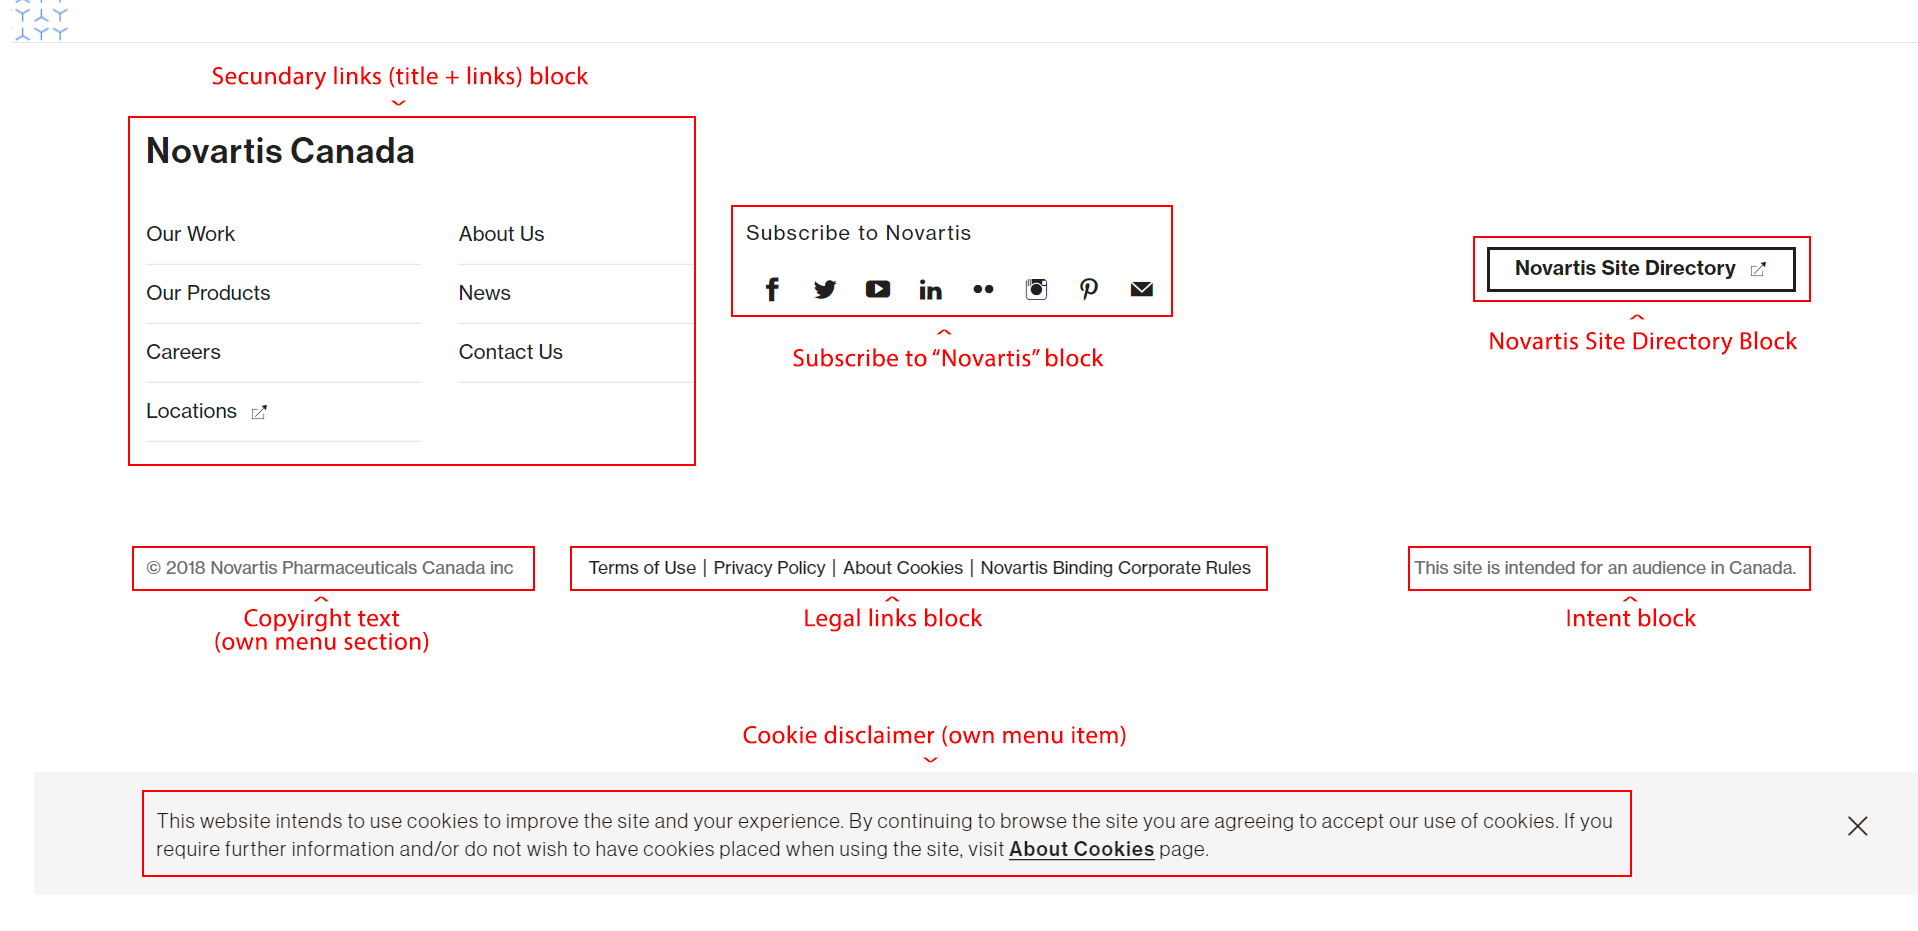 Secundary links (title + links) block
Novartis Canada
Our Work
About Us
Our Products
News
Careers
Contact Us
Locations
Subscribe to Novartis
Subscribe to “Novartis” block
Novartis Site Directory
Novartis Site Directory Block
© 2018 Novartis Pharmaceuticals Canada inc
Copyirght text
(own menu section)
Terms of Use | Privacy Policy | About Cookies | Novartis Binding Corporate Rules
Legal links block
This site is intended for an audience in Canada.
Intent block
Cookie disclaimer (own menu item)
This website intends to use cookies to improve the site and your experience. By continuing to browse the site you are agreeing to accept our use of cookies. If you
require further information and/or do not wish to have cookies placed when using the site, visit About Cookies page.